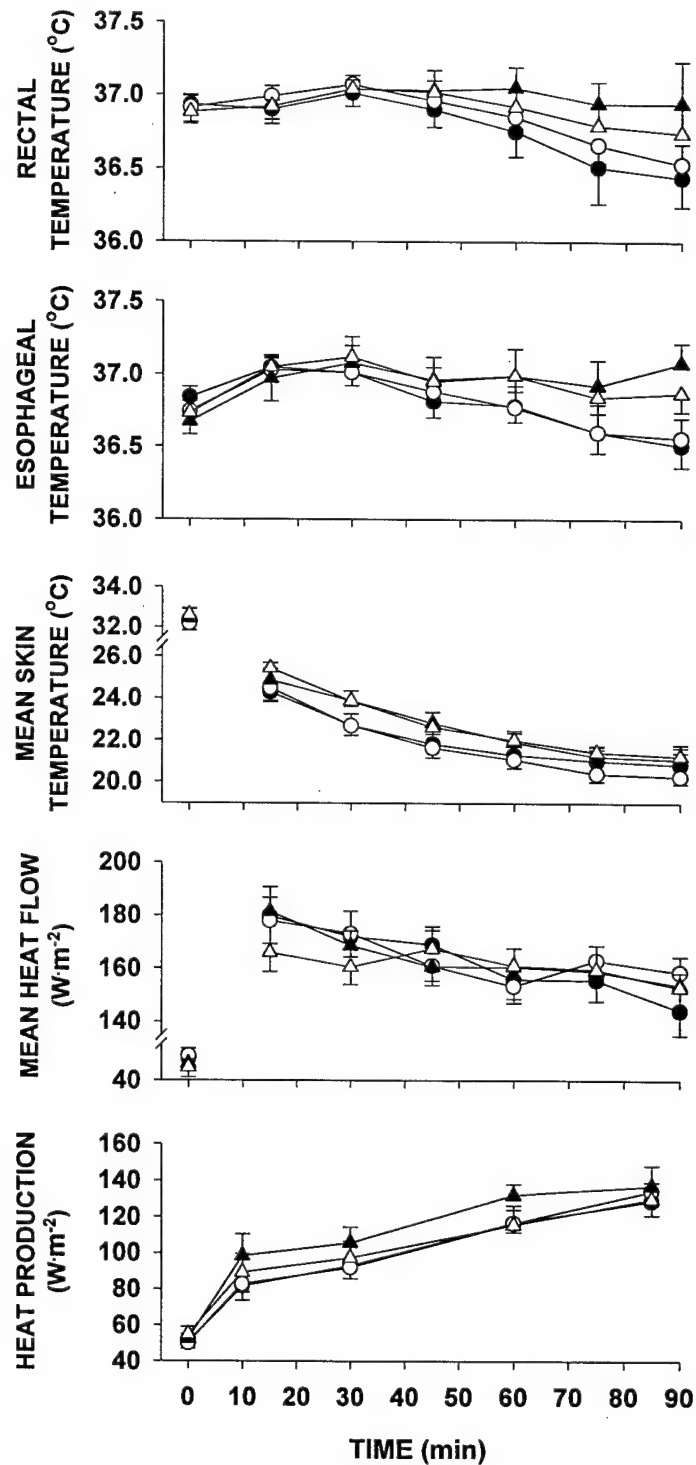 37.5
37.0
36.5
36.0
RECTAL
TEMPERATURE (°C)
37.5
37.0
36.5
36.0
ESOPHAGEAL
TEMPERATURE (°C)
34.0
32.0
26.0
24.0
22.0
20.0
MEAN SKIN
TEMPERATURE (°C)
200
180
160
140
40
MEAN HEAT FLOW
(W·m⁻²)
160
140
120
100
80
60
40
HEAT PRODUCTION
(W·m⁻²)
0 10 20 30 40 50 60 70 80 90
TIME (min)